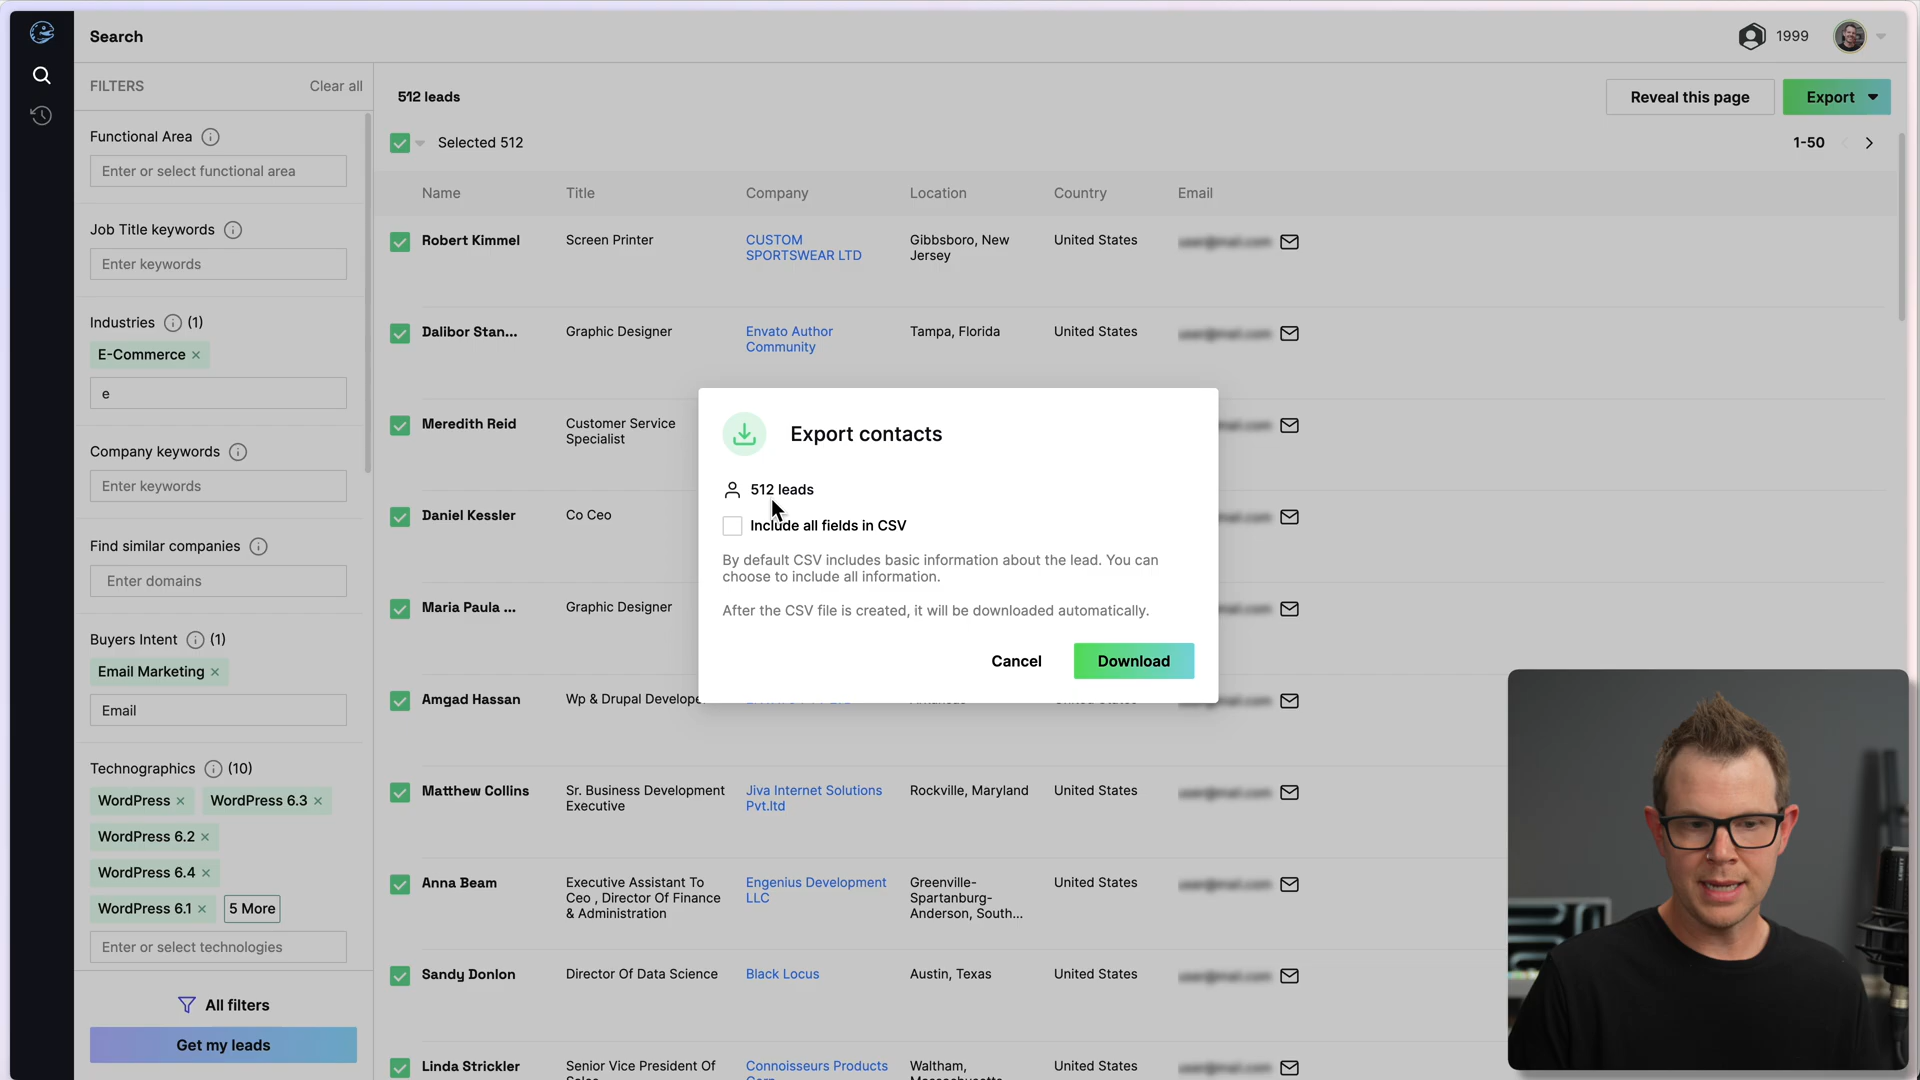 Search
1999
FILTERS
Clear all
Functional Area
Enter or select functional area
Job Title keywords
Enter keywords
Industries (1)
E-Commerce ×
e
Company keywords
Enter keywords
Find similar companies
Enter domains
Buyers Intent (1)
Email Marketing ×
Email
Technographics (10)
WordPress × WordPress 6.3 ×
WordPress 6.2 ×
WordPress 6.4 ×
WordPress 6.1 × 5 More
Enter or select technologies
All filters
Get my leads
512 leads
Reveal this page
Export
Selected 512
1-50
Name Title Company Location Country Email
Robert Kimmel Screen Printer CUSTOM SPORTSWEAR LTD Gibbsboro, New Jersey United States
Dalibor Stan... Graphic Designer Envato Author Community Tampa, Florida United States
Meredith Reid Customer Service Specialist
Daniel Kessler Co Ceo
Maria Paula ... Graphic Designer
Amgad Hassan Wp & Drupal Develope
Matthew Collins Sr. Business Development Executive Jiva Internet Solutions Pvt.ltd Rockville, Maryland United States
Anna Beam Executive Assistant To Ceo , Director Of Finance & Administration Engenius Development LLC Greenville-Spartanburg-Anderson, South... United States
Sandy Donlon Director Of Data Science Black Locus Austin, Texas United States
Linda Strickler Senior Vice President Of Connoisseurs Products Waltham, United States
Export contacts
512 leads
Include all fields in CSV
By default CSV includes basic information about the lead. You can
choose to include all information.
After the CSV file is created, it will be downloaded automatically.
Cancel
Download